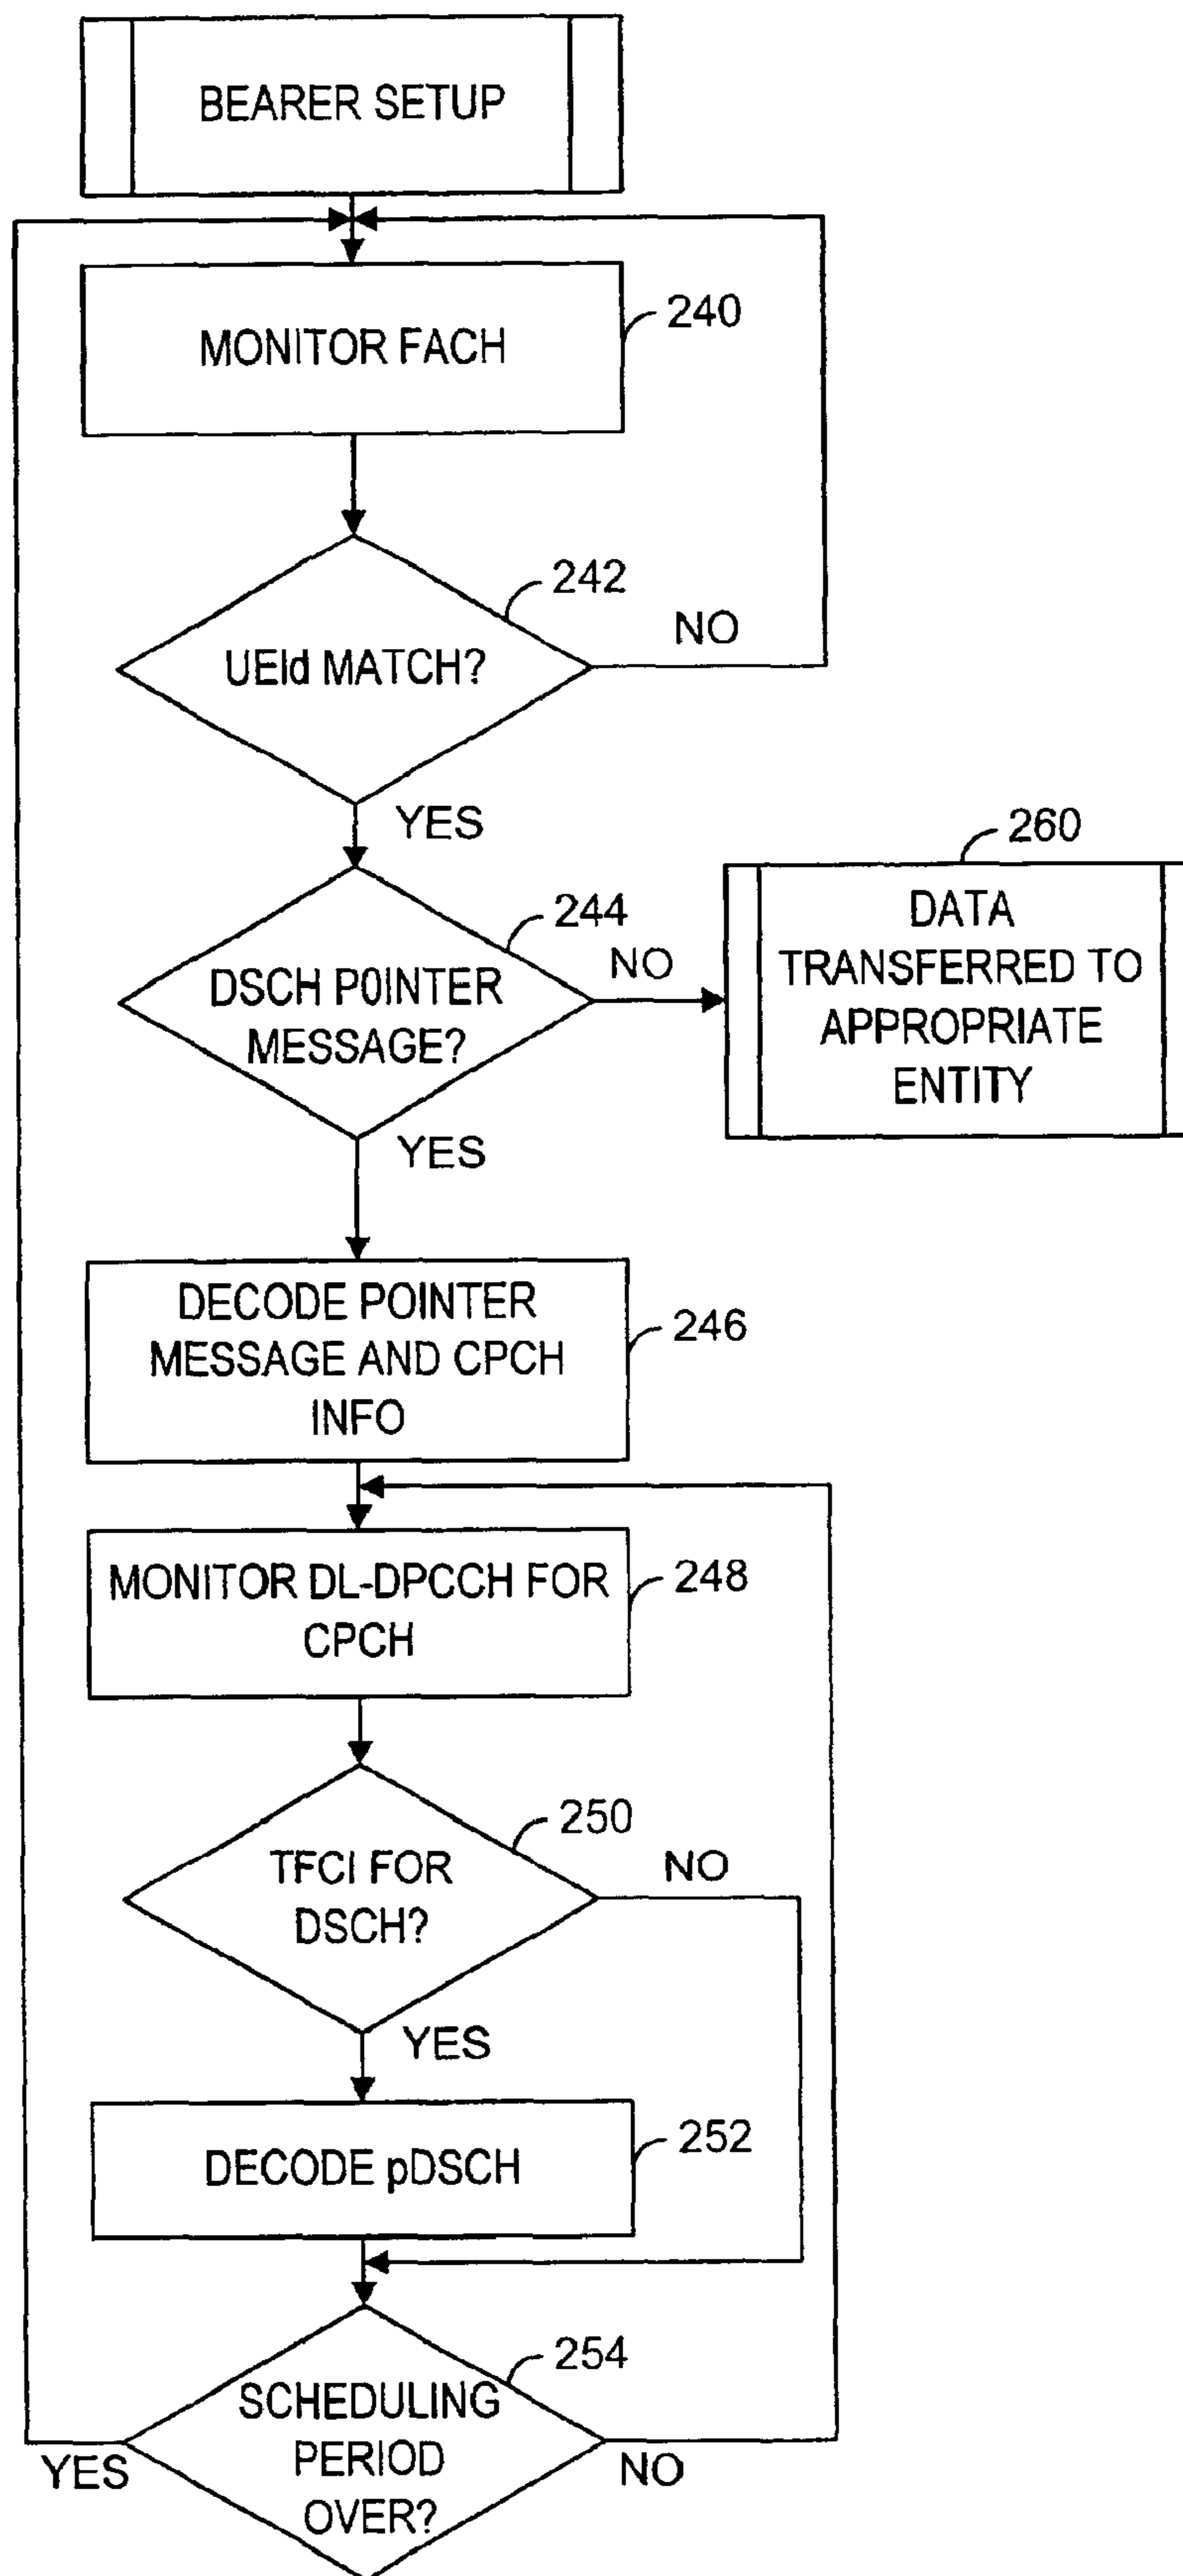 BEARER SETUP
MONITOR FACH
240
UEId MATCH?
242
NO
YES
DSCH P0INTER
MESSAGE?
244
NO
260
DATA
TRANSFERRED TO
APPROPRIATE
ENTITY
YES
DECODE POINTER
MESSAGE AND CPCH
INFO
246
MONITOR DL-DPCCH FOR
CPCH
248
TFCI FOR
DSCH?
250
NO
YES
DECODE pDSCH
252
SCHEDULING
PERIOD
OVER?
254
YES
NO